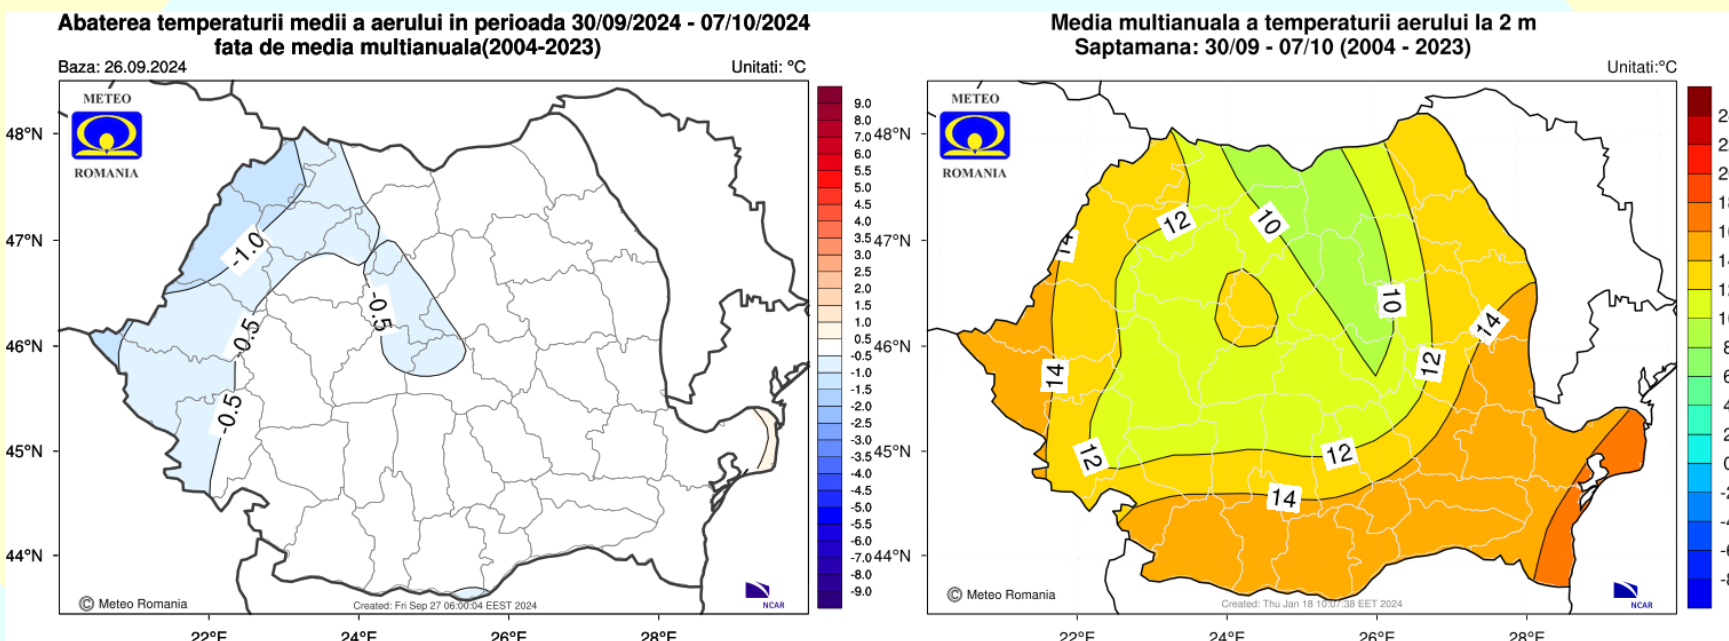 Abaterea temperaturii medii a aerului in perioada 30/09/2024 - 07/10/2024
fata de media multianuala(2004-2023)
Baza: 26.09.2024
Unitati: °C
METEO
ROMANIA
48°N
47°N
46°N
45°N
44°N
-1.0
-0.5
-0.5
-0.5
9.0
8.0
7.0
6.0
5.5
5.0
4.5
4.0
3.5
3.0
2.5
2.0
1.5
1.0
0.5
-0.5
-1.0
-1.5
-2.0
-2.5
-3.0
-3.5
-4.0
-4.5
-5.0
-5.5
-6.0
-7.0
-8.0
-9.0
© Meteo Romania
Created: Fri Sep 27 06:00:04 EEST 2024
NCAR
22°E
24°E
26°E
28°E
Media multianuala a temperaturii aerului la 2 m
Saptamana: 30/09 - 07/10 (2004 - 2023)
Unitati:°C
METEO
ROMANIA
48°N
47°N
46°N
45°N
44°N
12
10
14
10
14
12
14
12
12
14
8
6
4
2
0
-2
© Meteo Romania
Created: Thu Jan 18 10:07:38 EET 2024
NCAR
22°E
24°E
26°E
28°E